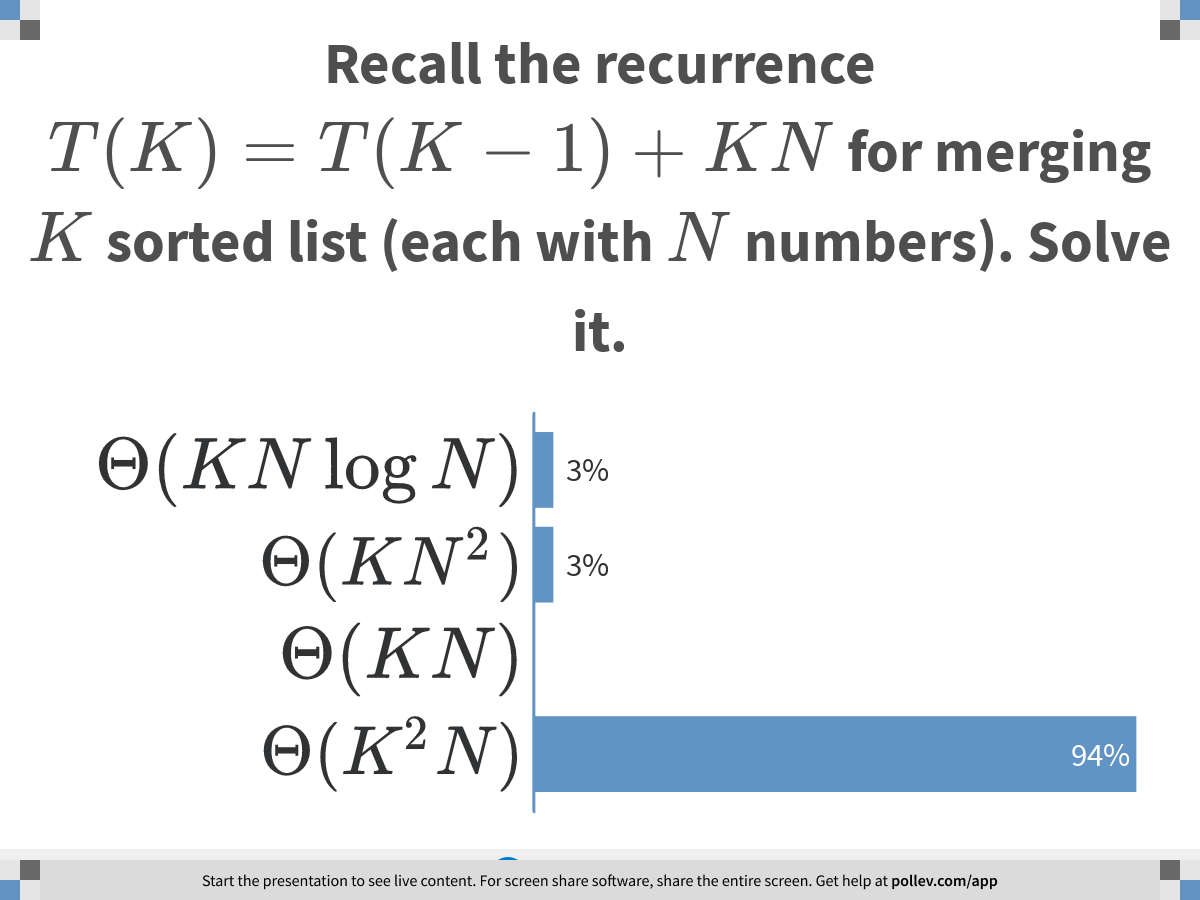 Recall the recurrence
T(K) = T(K − 1) + KN for merging
K sorted list (each with N numbers). Solve
it.
Θ(KN log N) 3%
Θ(KN²) 3%
Θ(KN)
Θ(K²N) 94%
Start the presentation to see live content. For screen share software, share the entire screen. Get help at pollev.com/app